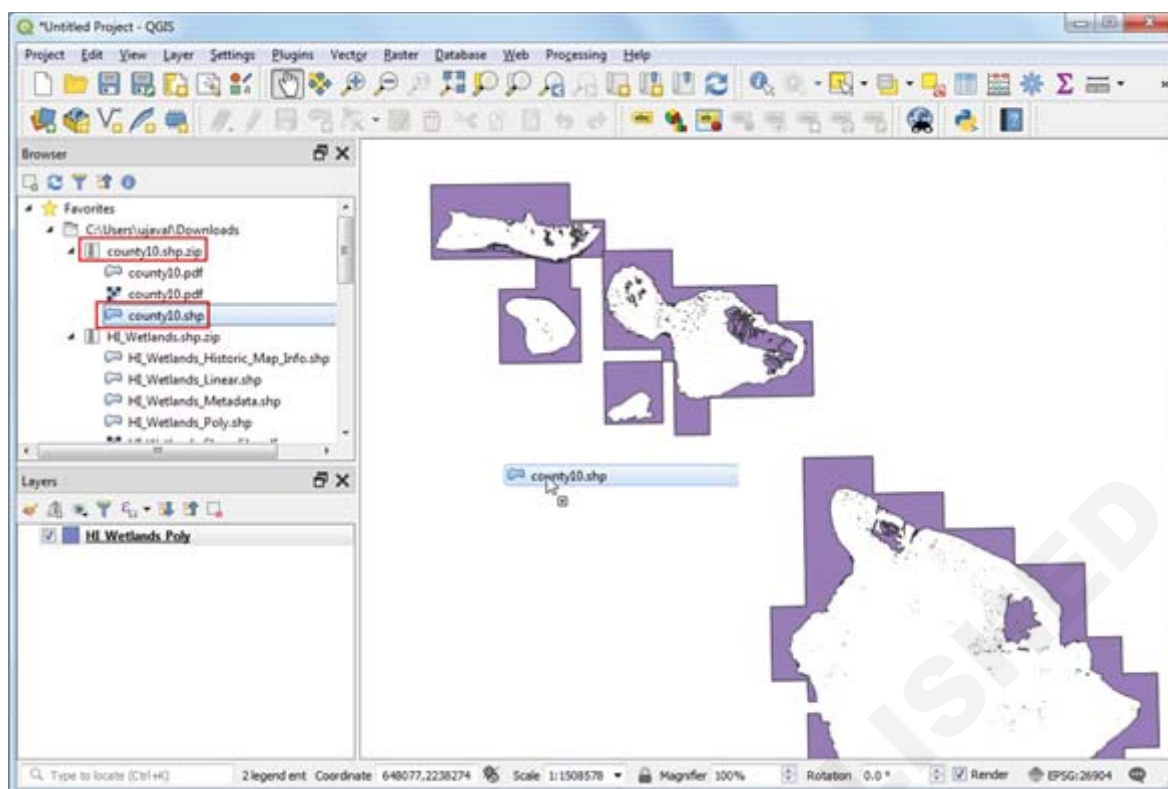 *Untitled Project - QGIS
Project Edit View Layer Settings Plugins Vector Raster Database Web Processing Help
Browser
Favorites
C:\Users\ujaval\Downloads
county10.shp.zip
county10.pdf
county10.pdf
county10.shp
HI_Wetlands.shp.zip
HI_Wetlands_Historic_Map_Info.shp
HI_Wetlands_Linear.shp
HI_Wetlands_Metadata.shp
HI_Wetlands_Poly.shp
county10.shp
Layers
HI_Wetlands_Poly
Type to locate (Ctrl+K) 2 legend ent Coordinate 648077,2238274 Scale 1:1508578 Magnifier 100% Rotation 0.0 ° Render EPSG:26904